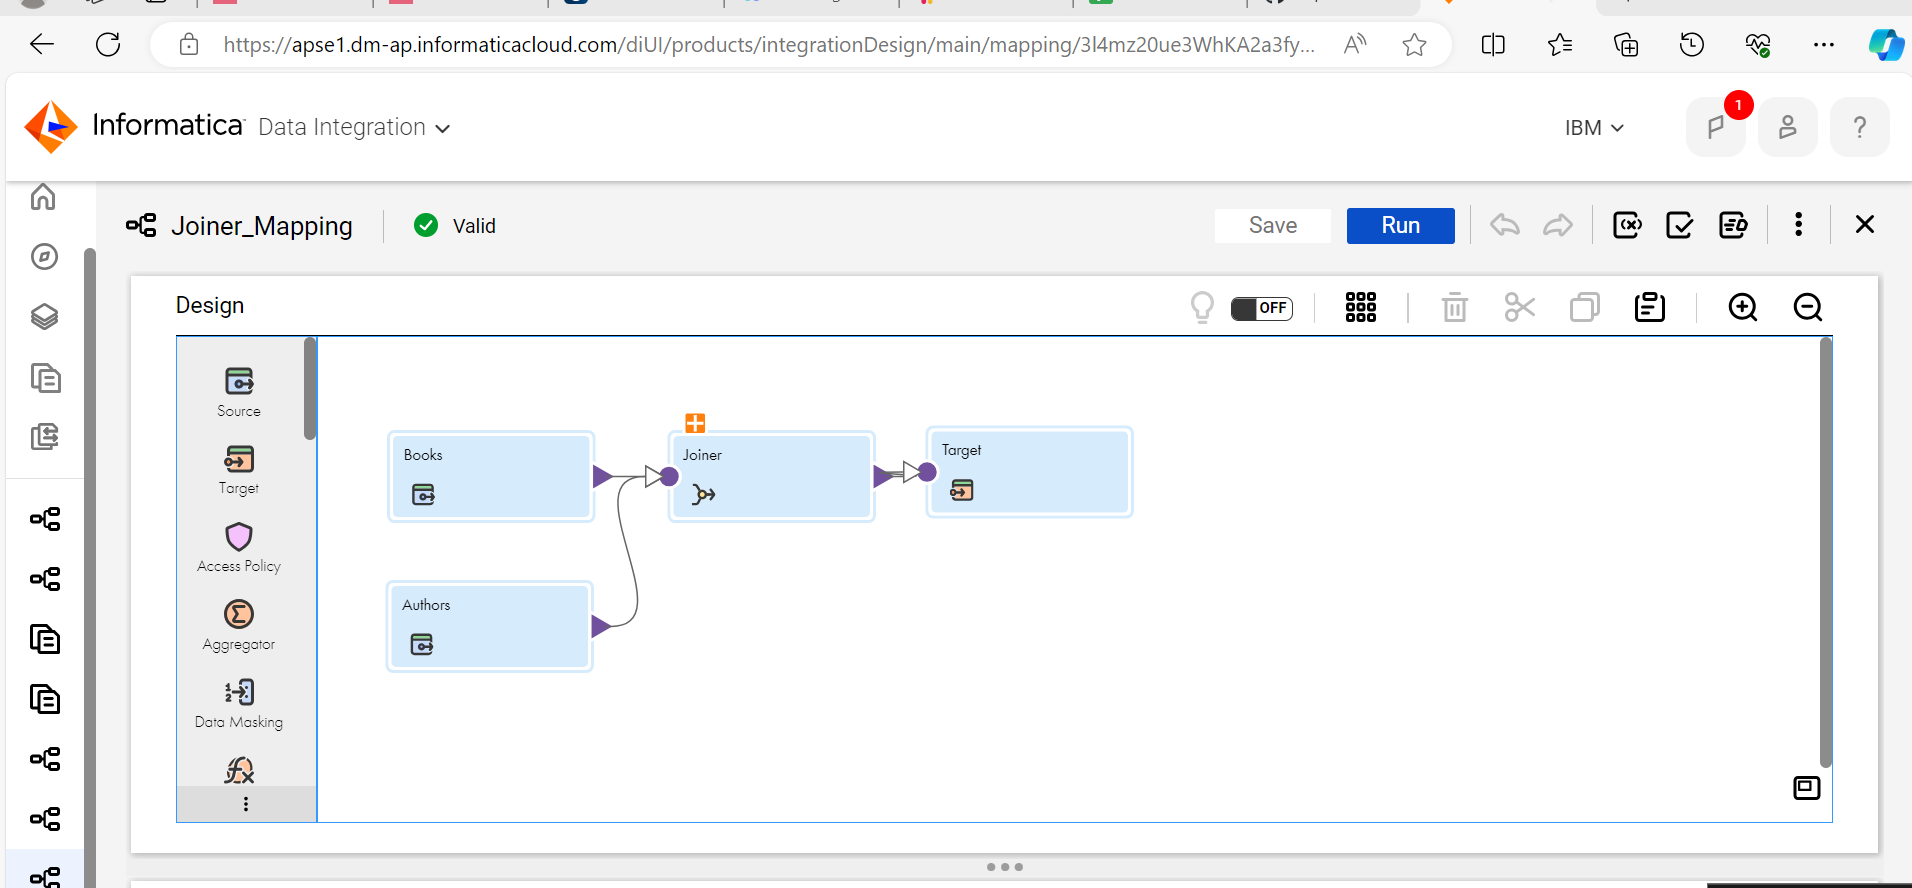 https://apse1.dm-ap.informaticacloud.com/diUI/products/integrationDesign/main/mapping/3l4mz20ue3WhKA2a3fy...
Informatica Data Integration
IBM
1
?
Joiner_Mapping
Valid
Save
Run
Design
OFF
Source
Target
Access Policy
Aggregator
Data Masking
Books
Joiner
Target
Authors